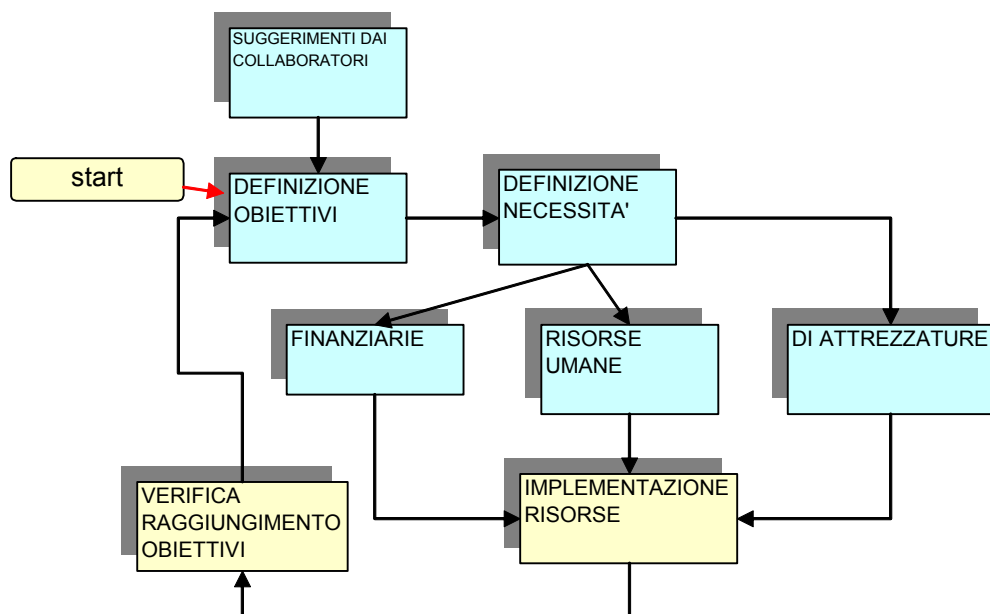 SUGGERIMENTI DAI
COLLABORATORI
start
DEFINIZIONE
OBIETTIVI
DEFINIZIONE
NECESSITA'
FINANZIARIE
RISORSE
UMANE
DI ATTREZZATURE
VERIFICA
RAGGIUNGIMENTO
OBIETTIVI
IMPLEMENTAZIONE
RISORSE